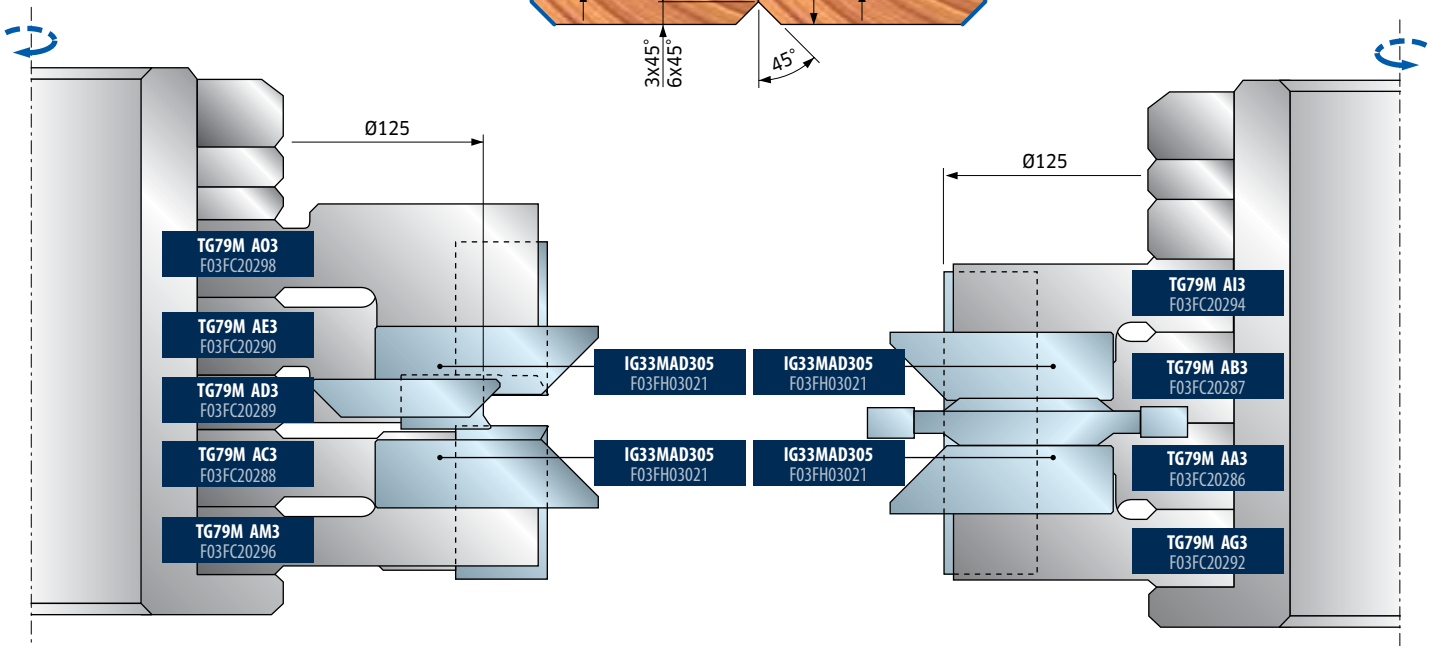 3x45°
6x45°
45°
Ø125
Ø125
TG79M AO3
F03FC20298
TG79M AE3
F03FC20290
TG79M AD3
F03FC20289
TG79M AC3
F03FC20288
TG79M AM3
F03FC20296
IG33MAD305
F03FH03021
IG33MAD305
F03FH03021
IG33MAD305
F03FH03021
IG33MAD305
F03FH03021
TG79M AI3
F03FC20294
TG79M AB3
F03FC20287
TG79M AA3
F03FC20286
TG79M AG3
F03FC20292